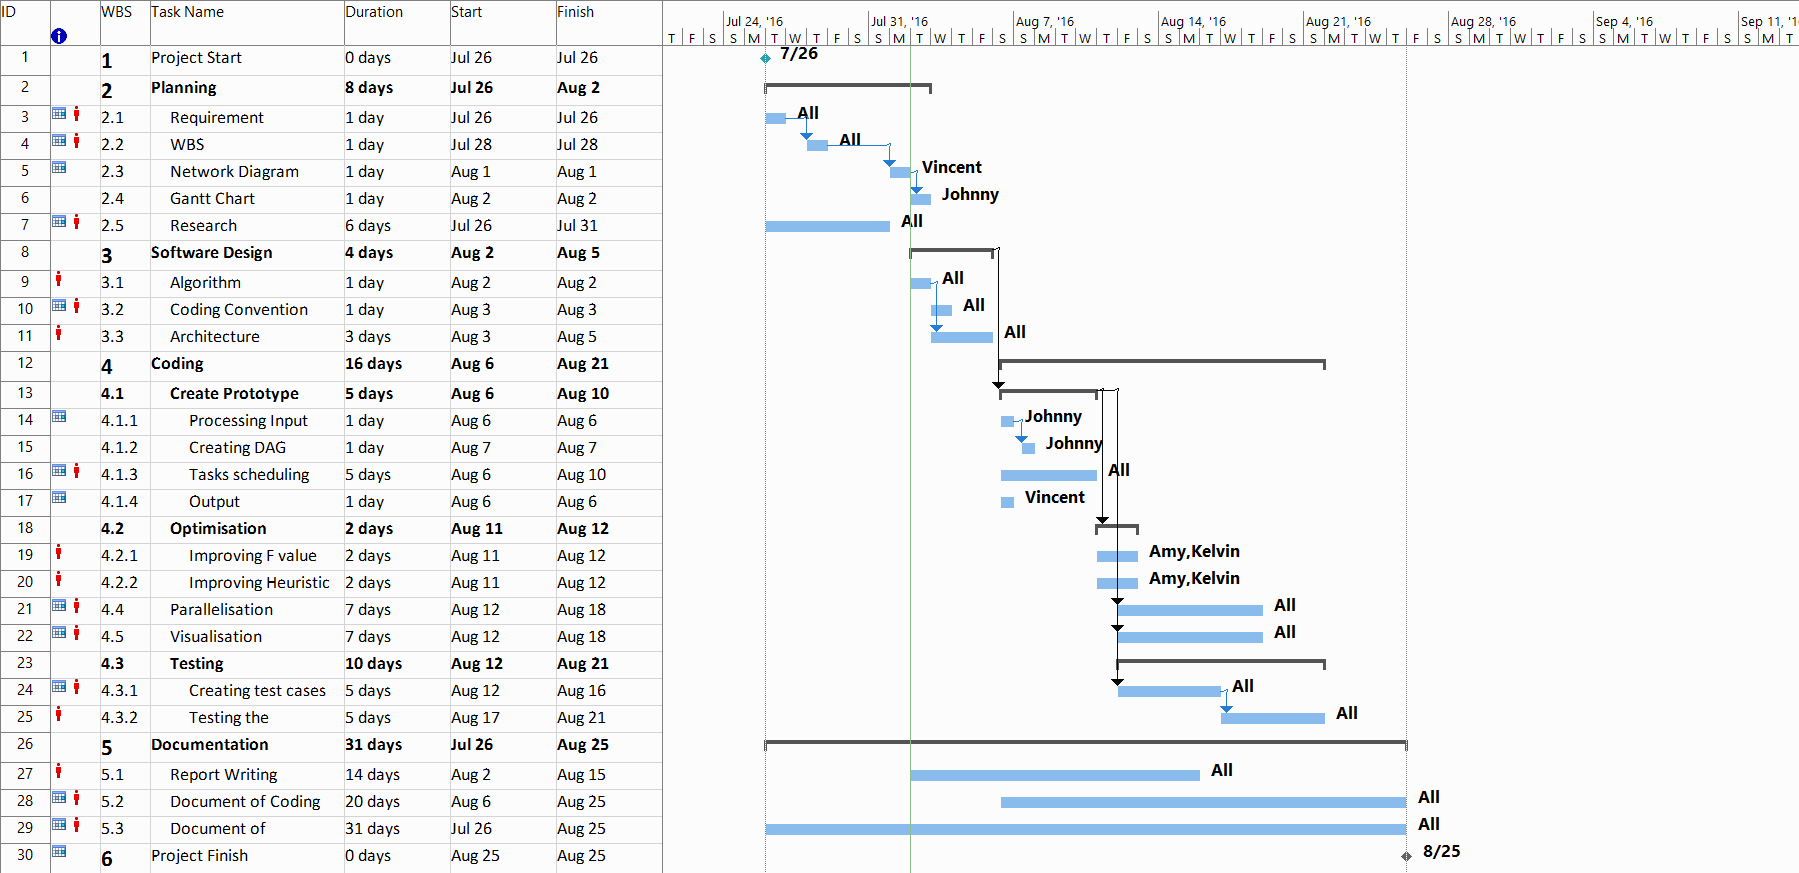 ID WBS Task Name Duration Start Finish
Jul 24, '16 Jul 31, '16 Aug 7, '16 Aug 14, '16 Aug 21, '16 Aug 28, '16 Sep 4, '16 Sep 11, '16
T F S S M T W T F S S M T W T F S S M T W T F S S M T W T F S S M T W T F S S M T W T F S S M T W T F S S M T
1 1 Project Start 0 days Jul 26 Jul 26 7/26
2 2 Planning 8 days Jul 26 Aug 2
3 2.1 Requirement 1 day Jul 26 Jul 26 All
4 2.2 WBS 1 day Jul 28 Jul 28 All
5 2.3 Network Diagram 1 day Aug 1 Aug 1 Vincent
6 2.4 Gantt Chart 1 day Aug 2 Aug 2 Johnny
7 2.5 Research 6 days Jul 26 Jul 31 All
8 3 Software Design 4 days Aug 2 Aug 5
9 3.1 Algorithm 1 day Aug 2 Aug 2 All
10 3.2 Coding Convention 1 day Aug 3 Aug 3 All
11 3.3 Architecture 3 days Aug 3 Aug 5 All
12 4 Coding 16 days Aug 6 Aug 21
13 4.1 Create Prototype 5 days Aug 6 Aug 10
14 4.1.1 Processing Input 1 day Aug 6 Aug 6 Johnny
15 4.1.2 Creating DAG 1 day Aug 7 Aug 7 Johnny
16 4.1.3 Tasks scheduling 5 days Aug 6 Aug 10 All
17 4.1.4 Output 1 day Aug 6 Aug 6 Vincent
18 4.2 Optimisation 2 days Aug 11 Aug 12
19 4.2.1 Improving F value 2 days Aug 11 Aug 12 Amy,Kelvin
20 4.2.2 Improving Heuristic 2 days Aug 11 Aug 12 Amy,Kelvin
21 4.4 Parallelisation 7 days Aug 12 Aug 18 All
22 4.5 Visualisation 7 days Aug 12 Aug 18 All
23 4.3 Testing 10 days Aug 12 Aug 21
24 4.3.1 Creating test cases 5 days Aug 12 Aug 16 All
25 4.3.2 Testing the 5 days Aug 17 Aug 21 All
26 5 Documentation 31 days Jul 26 Aug 25
27 5.1 Report Writing 14 days Aug 2 Aug 15 All
28 5.2 Document of Coding 20 days Aug 6 Aug 25 All
29 5.3 Document of 31 days Jul 26 Aug 25 All
30 6 Project Finish 0 days Aug 25 Aug 25 8/25